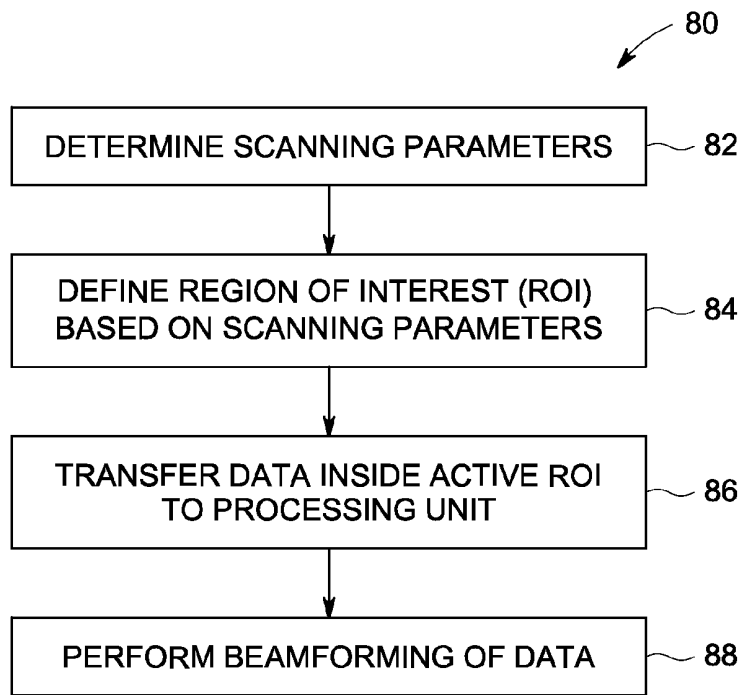 80
DETERMINE SCANNING PARAMETERS
82
DEFINE REGION OF INTEREST (ROI)
BASED ON SCANNING PARAMETERS
84
TRANSFER DATA INSIDE ACTIVE ROI
TO PROCESSING UNIT
86
PERFORM BEAMFORMING OF DATA
88